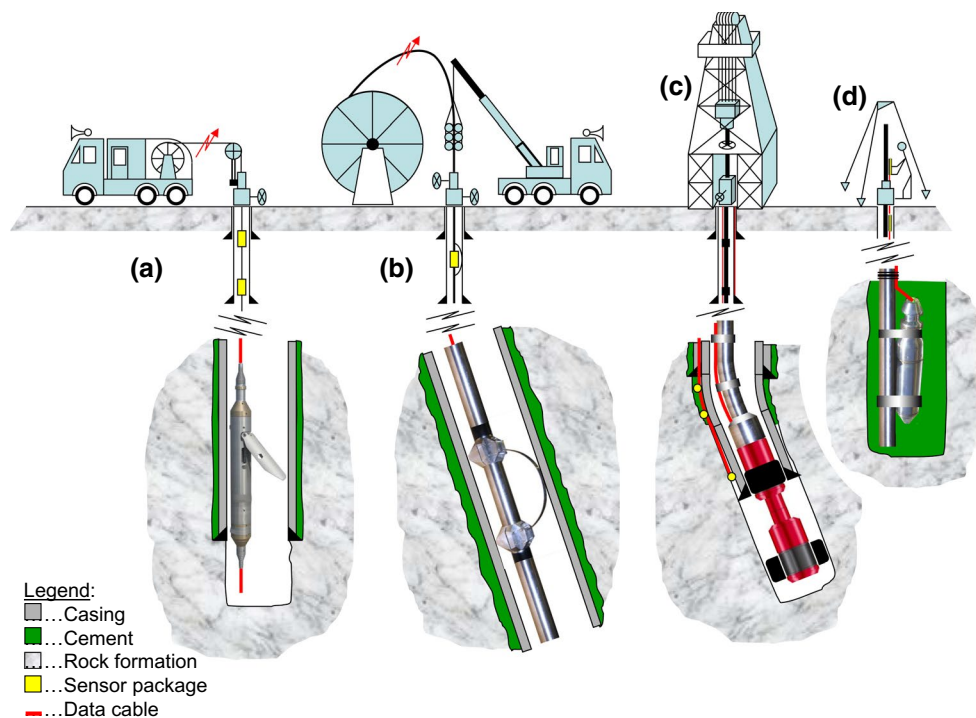 (a)
(b)
(c)
(d)
Legend:
…Casing
…Cement
…Rock formation
…Sensor package
…Data cable